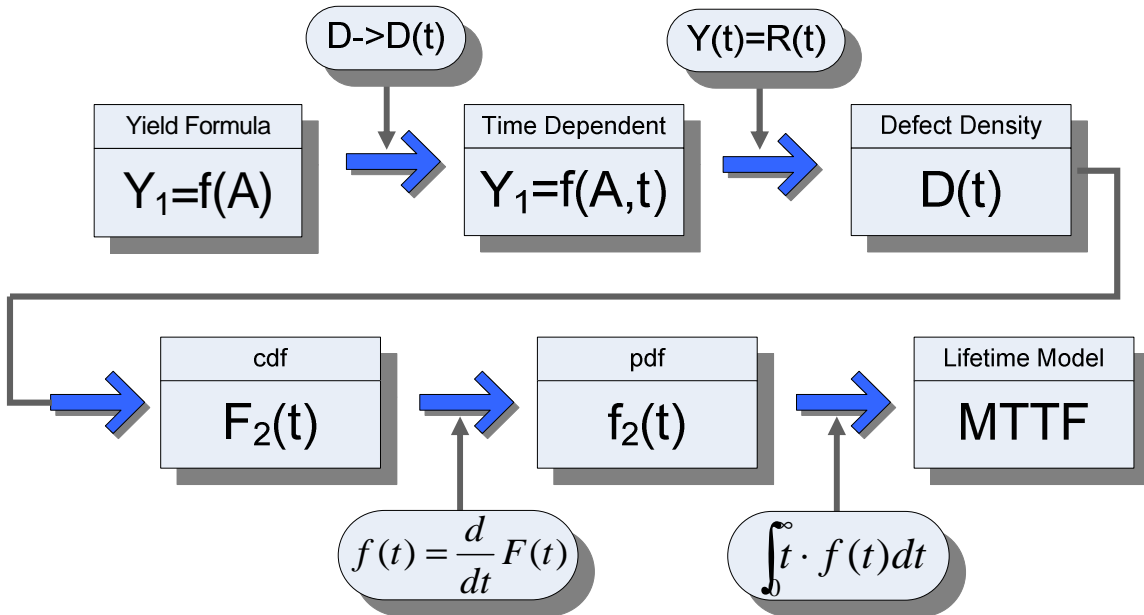 D->D(t)
Y(t)=R(t)
Yield Formula
Y₁=f(A)
Time Dependent
Y₁=f(A,t)
Defect Density
D(t)
cdf
F₂(t)
pdf
f₂(t)
Lifetime Model
MTTF
f(t) = d/dt F(t)
∫₀^∞ t · f(t)dt